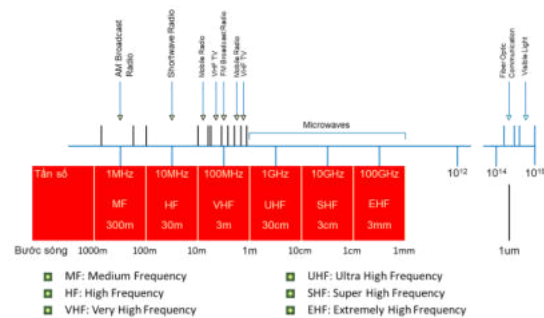 AM Broadcast
Radio
Shortwave Radio
Mobile Radio
VHF TV
FM Broadcast Radio
Mobile Radio
VHF TV
Fiber Optic
Communication
Visible Light
Microwaves
10¹²
10¹⁴
10¹⁵
Tần số 1MHz 10MHz 100MHz 1GHz 10GHz 100GHz
MF HF VHF UHF SHF EHF
300m 30m 3m 30cm 3cm 3mm
Bước sóng 1000m 100m 10m 1m 10cm 1cm 1mm 1um
MF: Medium Frequency
HF: High Frequency
VHF: Very High Frequency
UHF: Ultra High Frequency
SHF: Super High Frequency
EHF: Extremely High Frequency